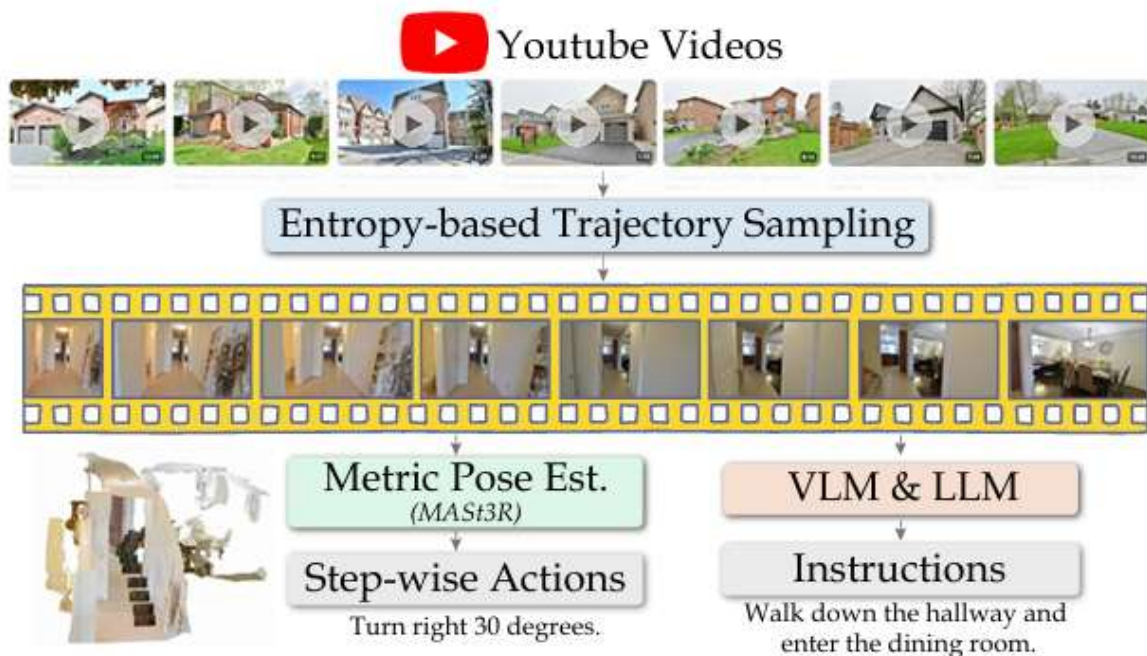 Youtube Videos
Entropy-based Trajectory Sampling
Metric Pose Est.
(MASt3R)
VLM & LLM
Step-wise Actions
Instructions
Turn right 30 degrees.
Walk down the hallway and
enter the dining room.